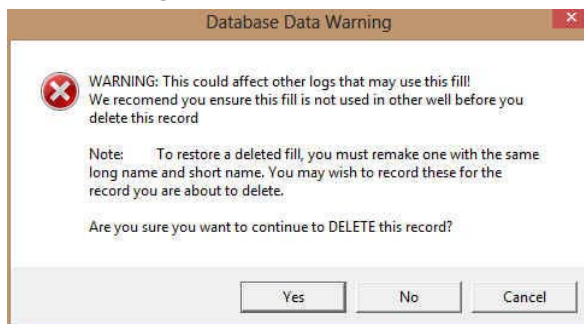 Database Data Warning
WARNING: This could affect other logs that may use this fill!
We recomend you ensure this fill is not used in other well before you
delete this record
Note: To restore a deleted fill, you must remake one with the same
long name and short name. You may wish to record these for the
record you are about to delete.
Are you sure you want to continue to DELETE this record?
Yes No Cancel